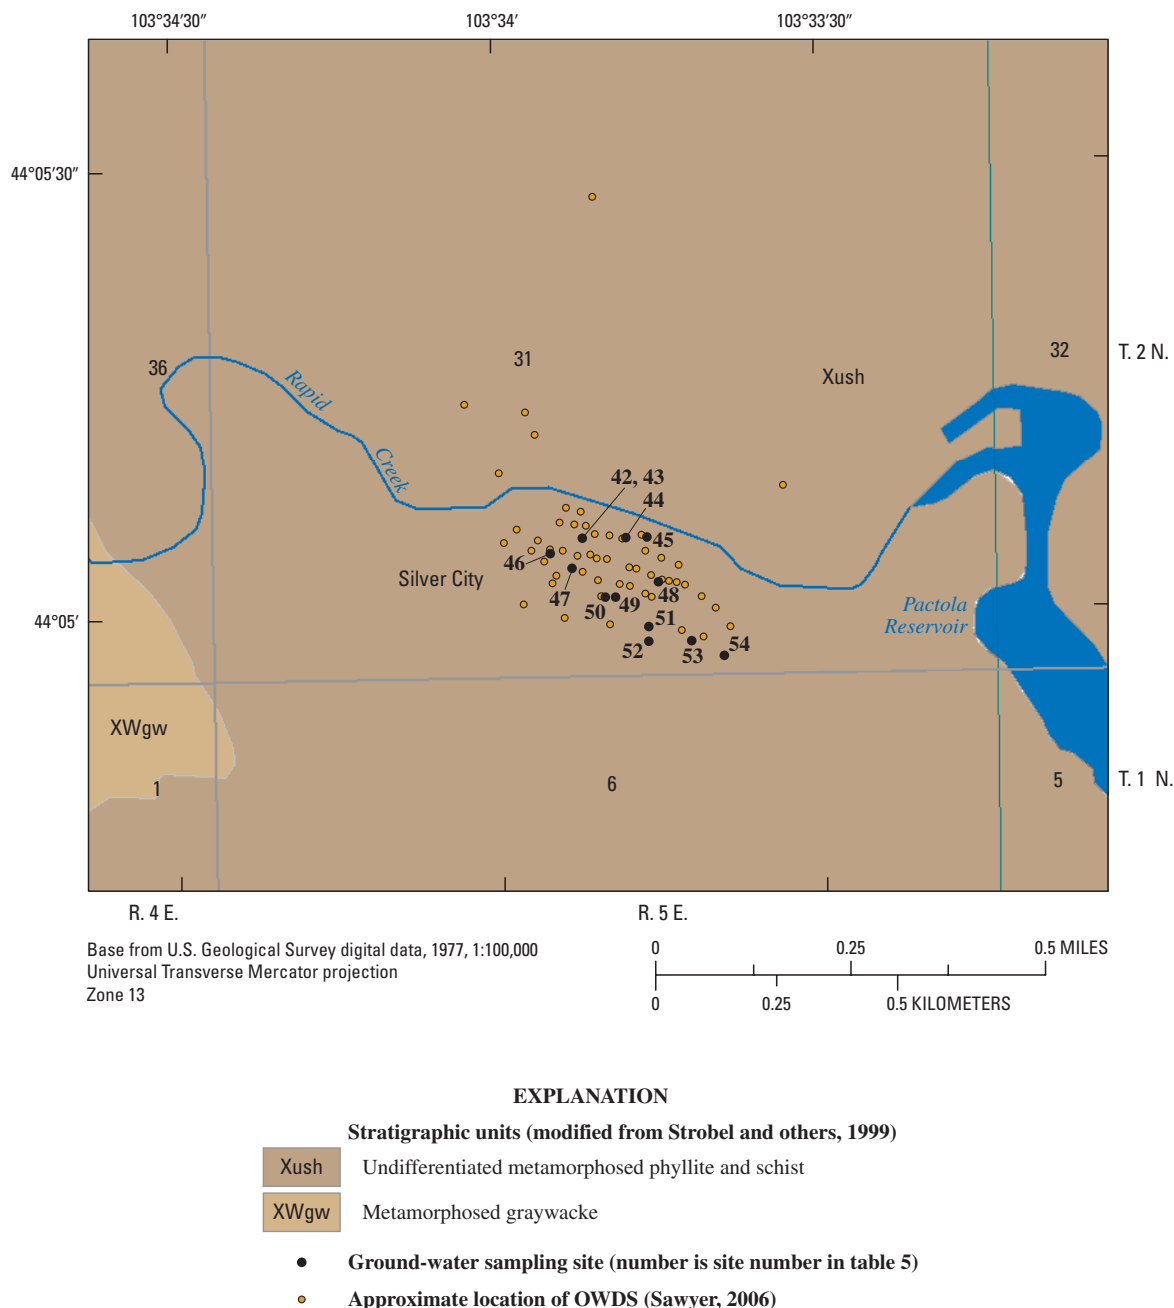 103°34′30″ 103°34′ 103°33′30″
44°05′30″
36
31
32
T. 2 N.
Xush
Rapid
Creek
42, 43
44
45
46
Silver City
47
50
49
48
51
52
53
54
44°05′
Pactola
Reservoir
XWgw
1
6
5
T. 1 N.
R. 4 E. R. 5 E.
Base from U.S. Geological Survey digital data, 1977, 1:100,000
Universal Transverse Mercator projection
Zone 13
0 0.25 0.5 MILES
0 0.25 0.5 KILOMETERS
EXPLANATION
Stratigraphic units (modified from Strobel and others, 1999)
Xush Undifferentiated metamorphosed phyllite and schist
XWgw Metamorphosed graywacke
Ground-water sampling site (number is site number in table 5)
Approximate location of OWDS (Sawyer, 2006)